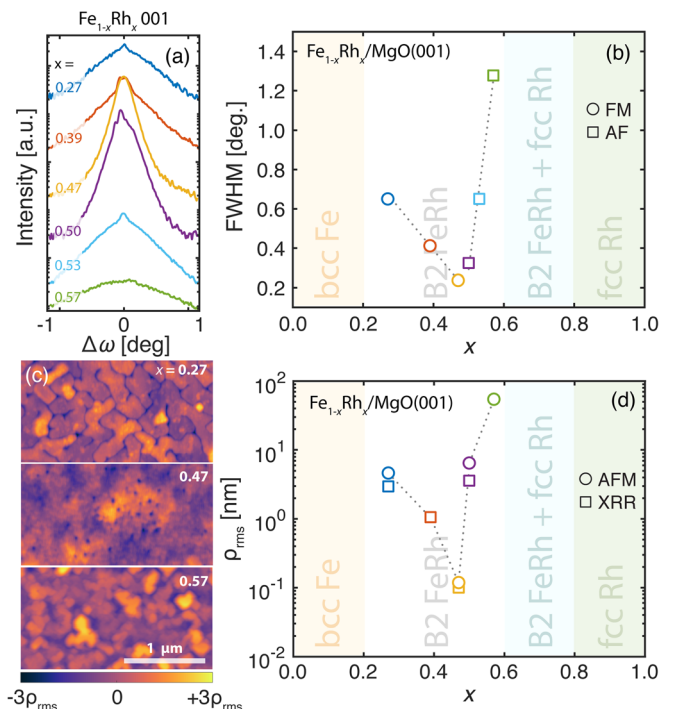 Fe1-xRhx 001
(a)
x =
0.27
0.39
0.47
0.50
0.53
0.57
Intensity [a.u.]
-1
0
1
Δω [deg]
(b)
Fe1-xRhx/MgO(001)
FM
AF
bcc Fe
B2 FeRh
B2 FeRh + fcc Rh
fcc Rh
FWHM [deg.]
1.4
1.2
1.0
0.8
0.6
0.4
0.2
0.0
0.2
0.4
0.6
0.8
1.0
x
(c)
x = 0.27
0.47
0.57
1 μm
-3ρrms
0
+3ρrms
(d)
Fe1-xRhx/MgO(001)
AFM
XRR
bcc Fe
B2 FeRh
B2 FeRh + fcc Rh
fcc Rh
ρrms [nm]
10^2
10^1
10^0
10^-1
10^-2
0.0
0.2
0.4
0.6
0.8
1.0
x